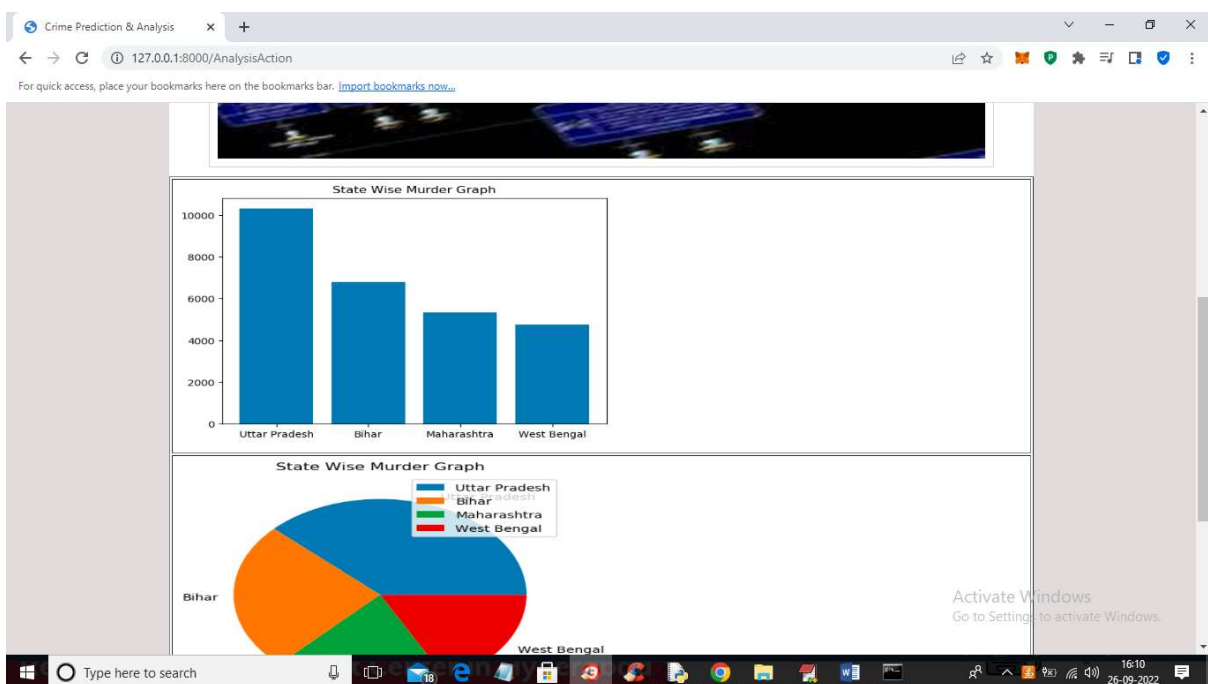 Crime Prediction & Analysis
127.0.0.1:8000/AnalysisAction
For quick access, place your bookmarks here on the bookmarks bar. Import bookmarks now...
State Wise Murder Graph
10000
8000
6000
4000
2000
0
Uttar Pradesh Bihar Maharashtra West Bengal
State Wise Murder Graph
Uttar Pradesh
Uttar Pradesh
Bihar
Maharashtra
West Bengal
Bihar
West Bengal
Activate Windows
Go to Settings to activate Windows.
Type here to search
18
16:10
26-09-2022